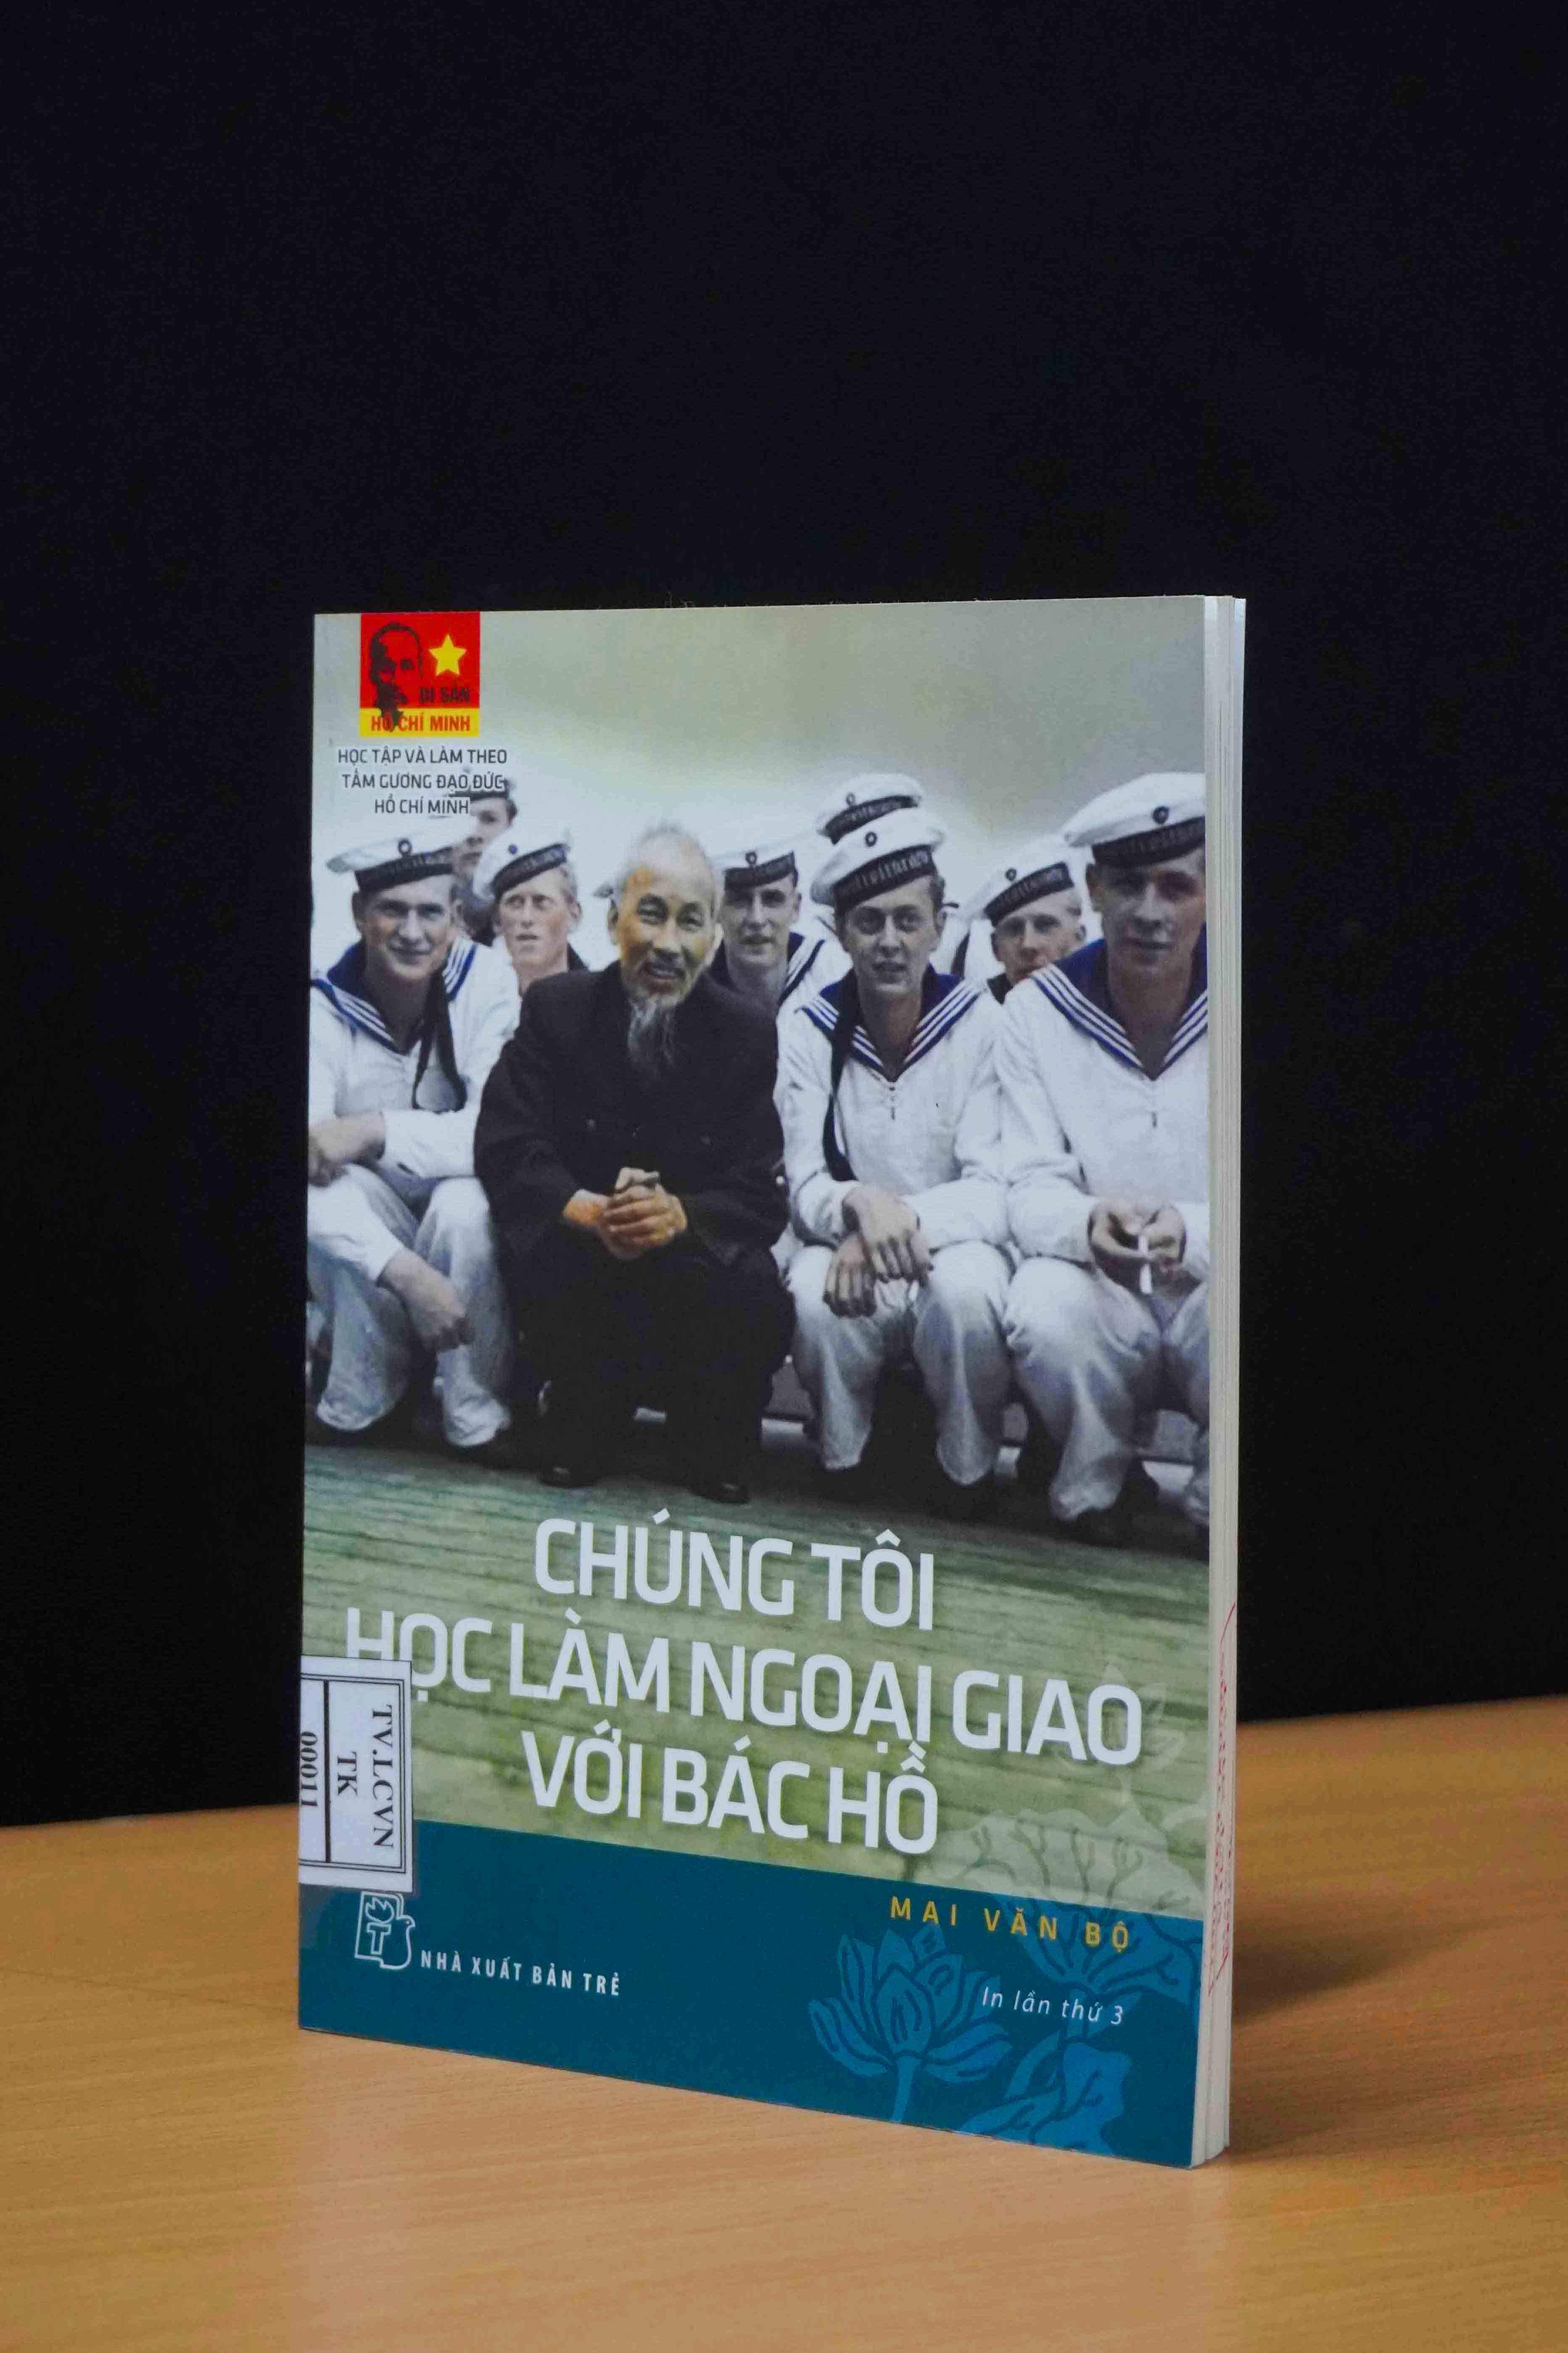 DI SẢN
HỒ CHÍ MINH
HỌC TẬP VÀ LÀM THEO
TẤM GƯƠNG ĐẠO ĐỨC
HỒ CHÍ MINH
CHÚNG TÔI
HỌC LÀM NGOẠI GIAO
VỚI BÁC HỒ
TV.LCVN
TK
00011
MAI VĂN BỘ
NHÀ XUẤT BẢN TRẺ
In lần thứ 3